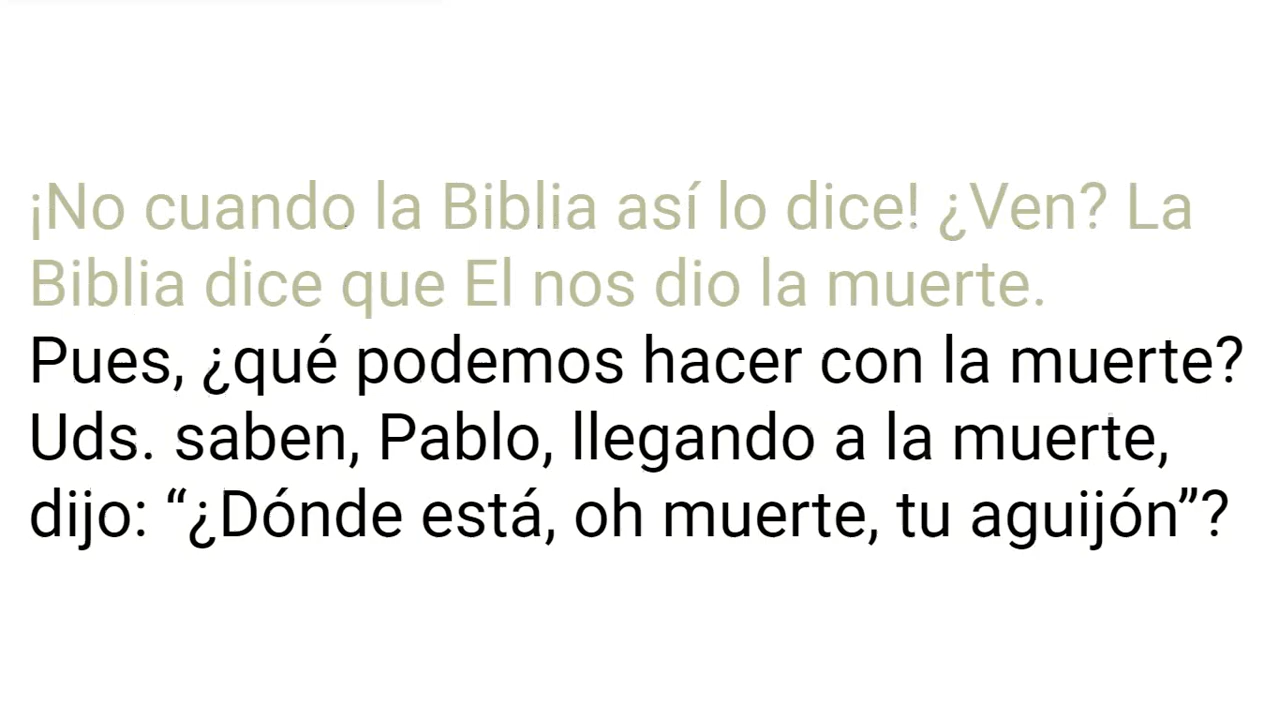 ¡No cuando la Biblia así lo dice! ¿Ven? La
Biblia dice que El nos dio la muerte.
Pues, ¿qué podemos hacer con la muerte?
Uds. saben, Pablo, llegando a la muerte,
dijo: “¿Dónde está, oh muerte, tu aguijón”?